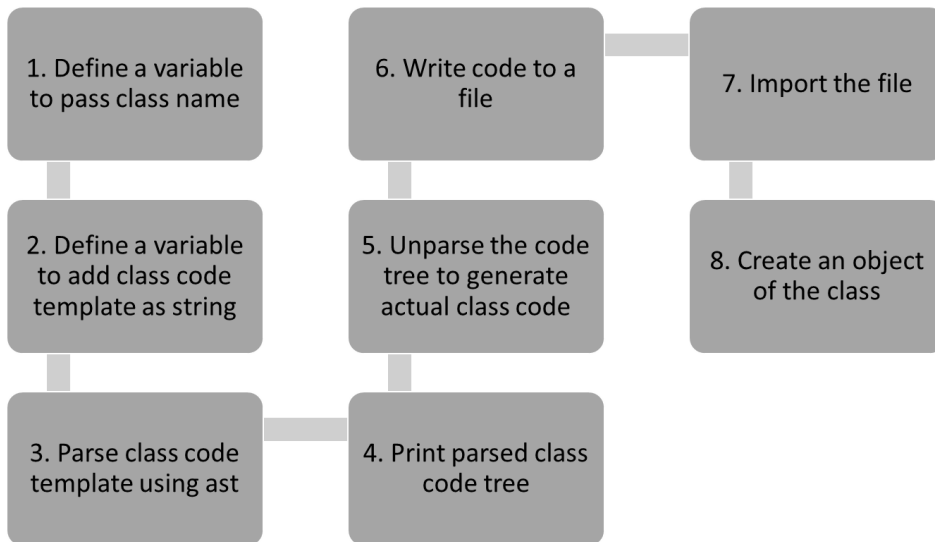 1. Define a variable
to pass class name
2. Define a variable
to add class code
template as string
3. Parse class code
template using ast
4. Print parsed class
code tree
5. Unparse the code
tree to generate
actual class code
6. Write code to a
file
7. Import the file
8. Create an object
of the class